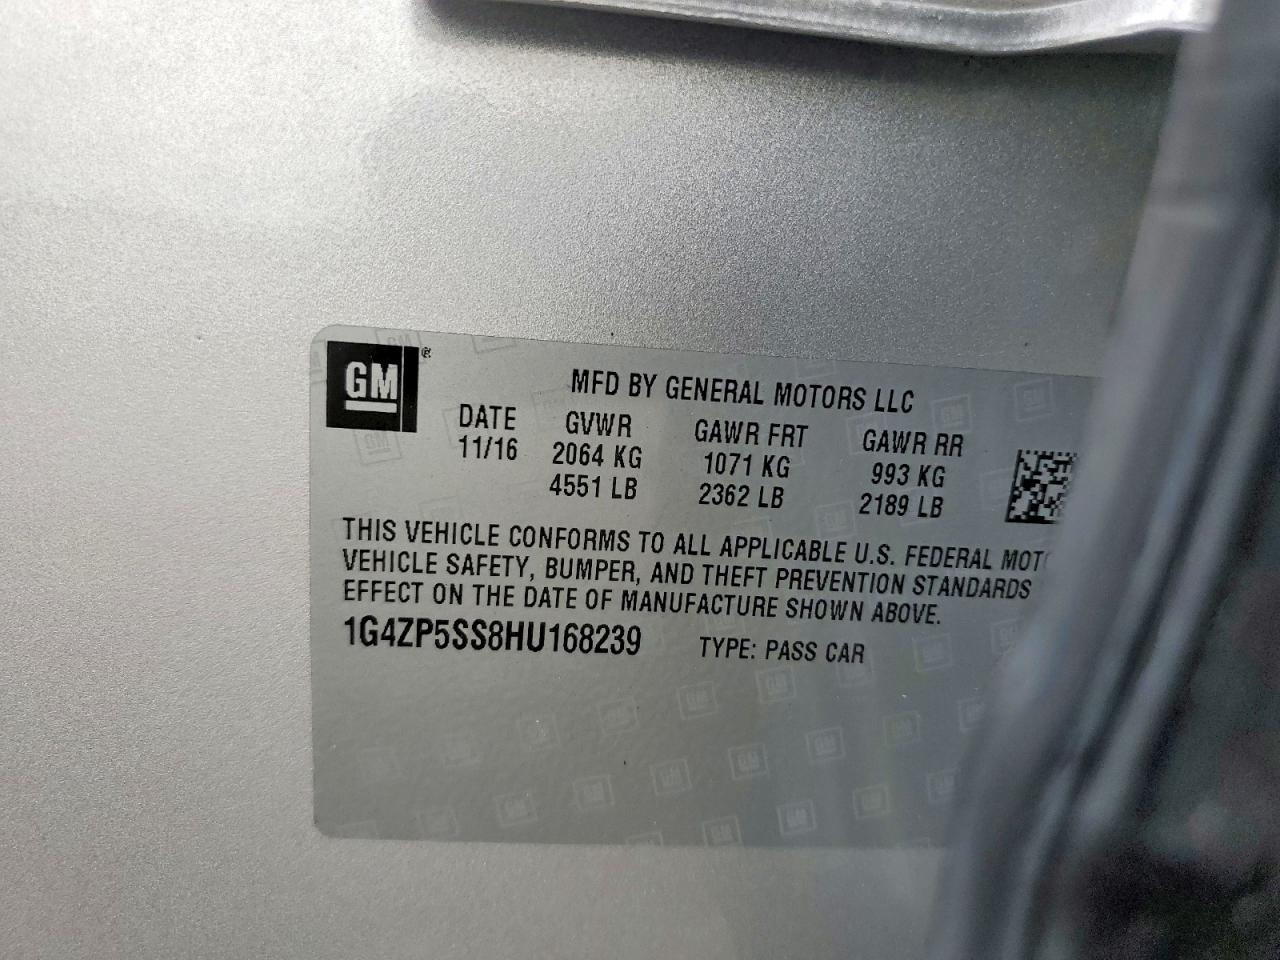 GM
MFD BY GENERAL MOTORS LLC
DATE GVWR GAWR FRT GAWR RR
11/16 2064 KG 1071 KG 993 KG
4551 LB 2362 LB 2189 LB
THIS VEHICLE CONFORMS TO ALL APPLICABLE U.S. FEDERAL
VEHICLE SAFETY, BUMPER, AND THEFT PREVENTION STANDARDS
EFFECT ON THE DATE OF MANUFACTURE SHOWN ABOVE.
1G4ZP5SS8HU168239 TYPE: PASS CAR